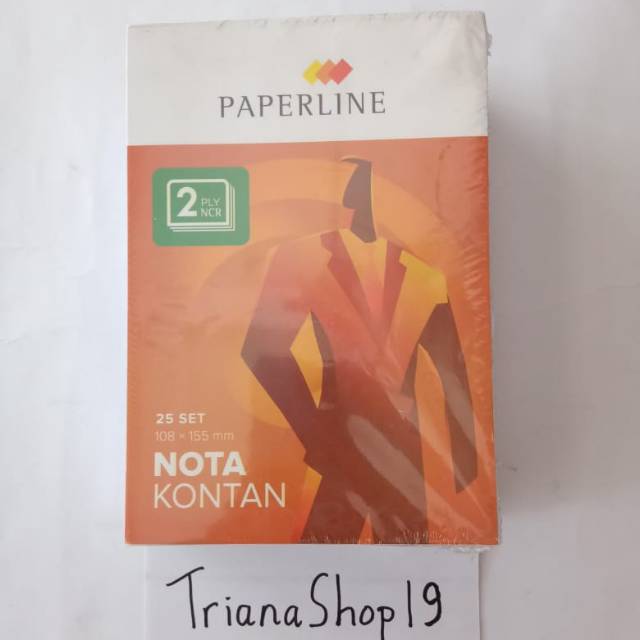 PAPERLINE
2 PLY
NCR
25 SET
108 × 155 mm
NOTA
KONTAN
TrianaShop19